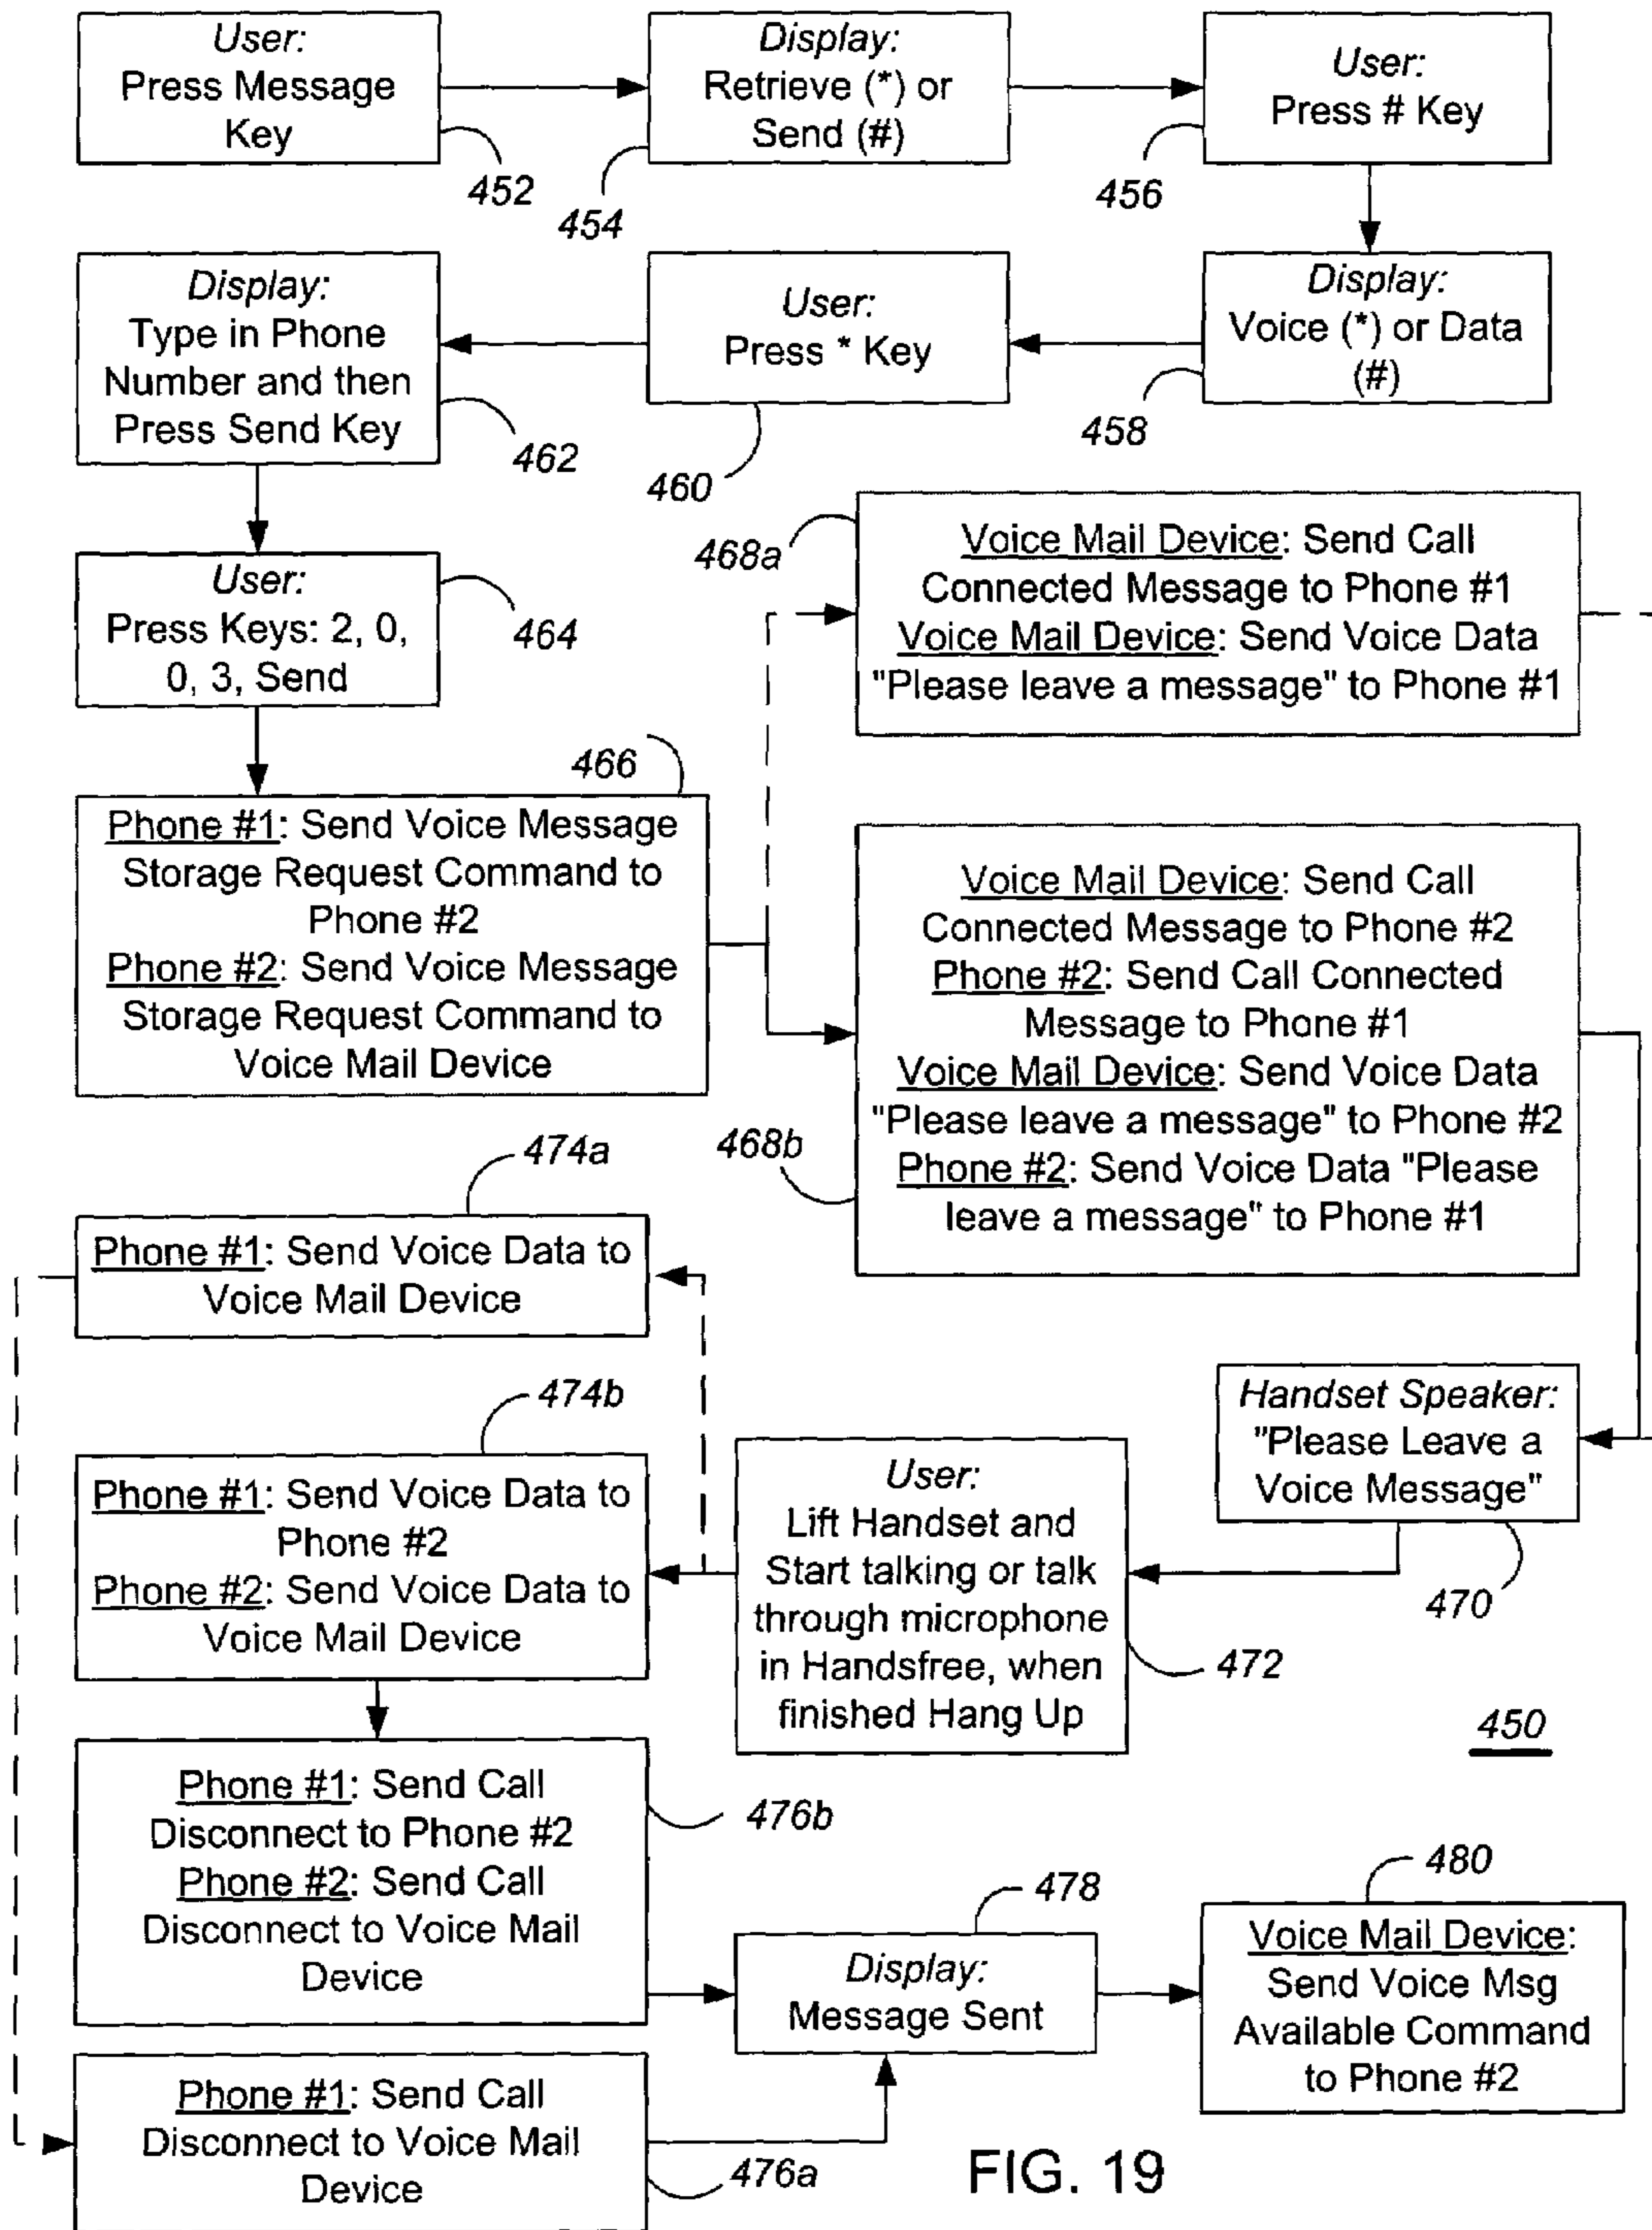 User:
Press Message
Key
452
Display:
Retrieve (*) or
Send (#)
454
User:
Press # Key
456
Display:
Voice (*) or Data
(#)
458
User:
Press * Key
460
Display:
Type in Phone
Number and then
Press Send Key
462
User:
Press Keys: 2, 0,
0, 3, Send
464
Phone #1: Send Voice Message
Storage Request Command to
Phone #2
Phone #2: Send Voice Message
Storage Request Command to
Voice Mail Device
466
468a
Voice Mail Device: Send Call
Connected Message to Phone #1
Voice Mail Device: Send Voice Data
"Please leave a message" to Phone #1
Voice Mail Device: Send Call
Connected Message to Phone #2
Phone #2: Send Call Connected
Message to Phone #1
Voice Mail Device: Send Voice Data
"Please leave a message" to Phone #2
Phone #2: Send Voice Data "Please
leave a message" to Phone #1
468b
Handset Speaker:
"Please Leave a
Voice Message"
470
User:
Lift Handset and
Start talking or talk
through microphone
in Handsfree, when
finished Hang Up
472
474a
Phone #1: Send Voice Data to
Voice Mail Device
474b
Phone #1: Send Voice Data to
Phone #2
Phone #2: Send Voice Data to
Voice Mail Device
Phone #1: Send Call
Disconnect to Phone #2
Phone #2: Send Call
Disconnect to Voice Mail
Device
476b
Phone #1: Send Call
Disconnect to Voice Mail
Device
476a
478
Display:
Message Sent
480
Voice Mail Device:
Send Voice Msg
Available Command
to Phone #2
450
FIG. 19